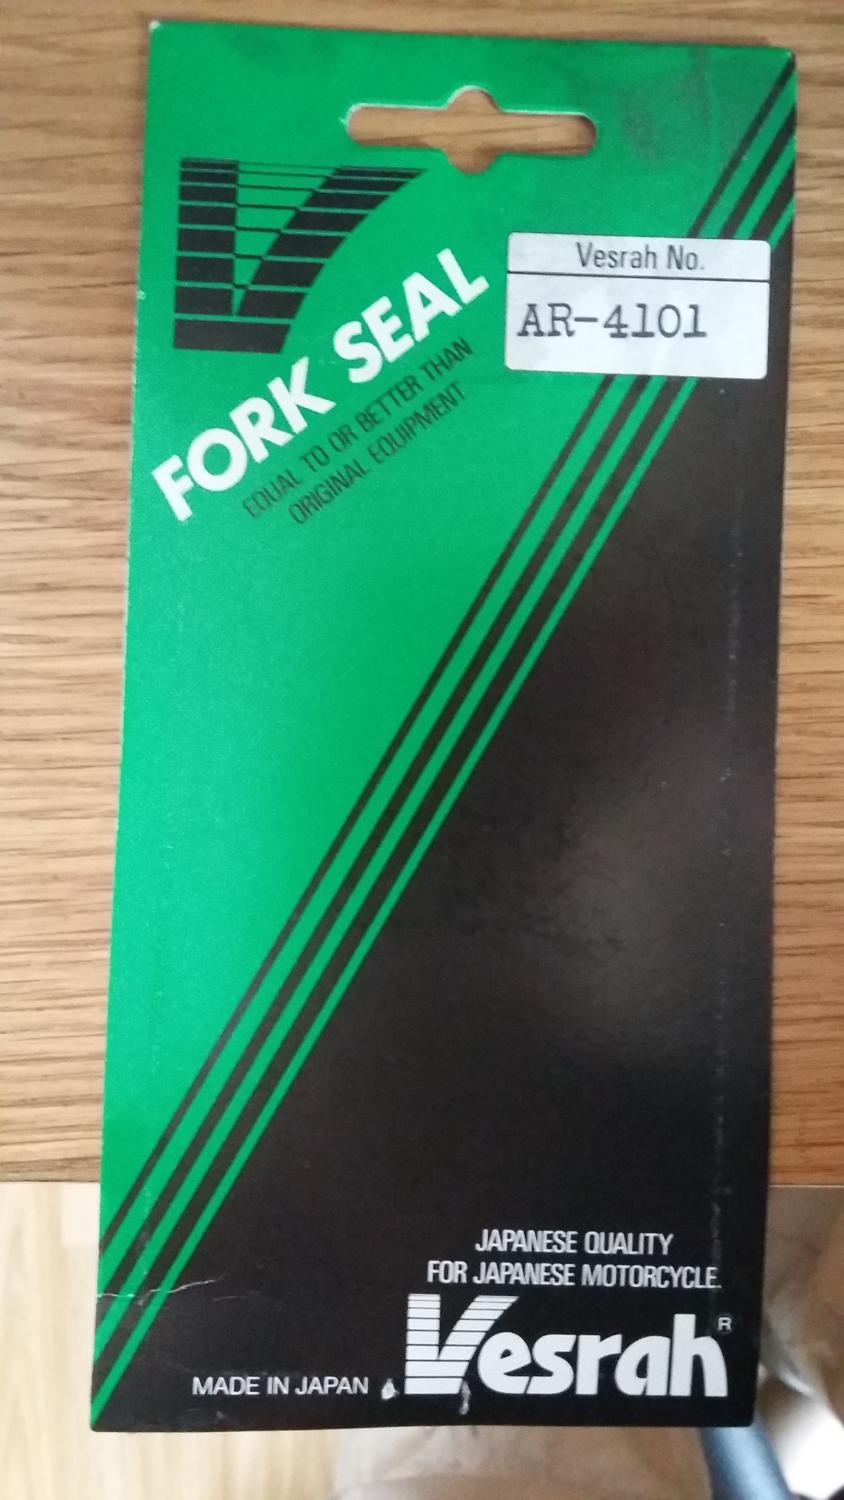 Vesrah No.
AR-4101
FORK SEAL
EQUAL TO OR BETTER THAN
ORIGINAL EQUIPMENT
JAPANESE QUALITY
FOR JAPANESE MOTORCYCLE.
Vesrah®
MADE IN JAPAN